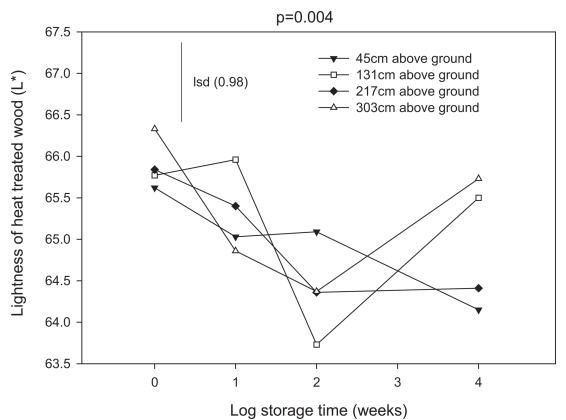 p=0.004
67.5
67.0
66.5
66.0
65.5
65.0
64.5
64.0
63.5
Lightness of heat treated wood (L*)
lsd (0.98)
45cm above ground
131cm above ground
217cm above ground
303cm above ground
0 1 2 3 4
Log storage time (weeks)